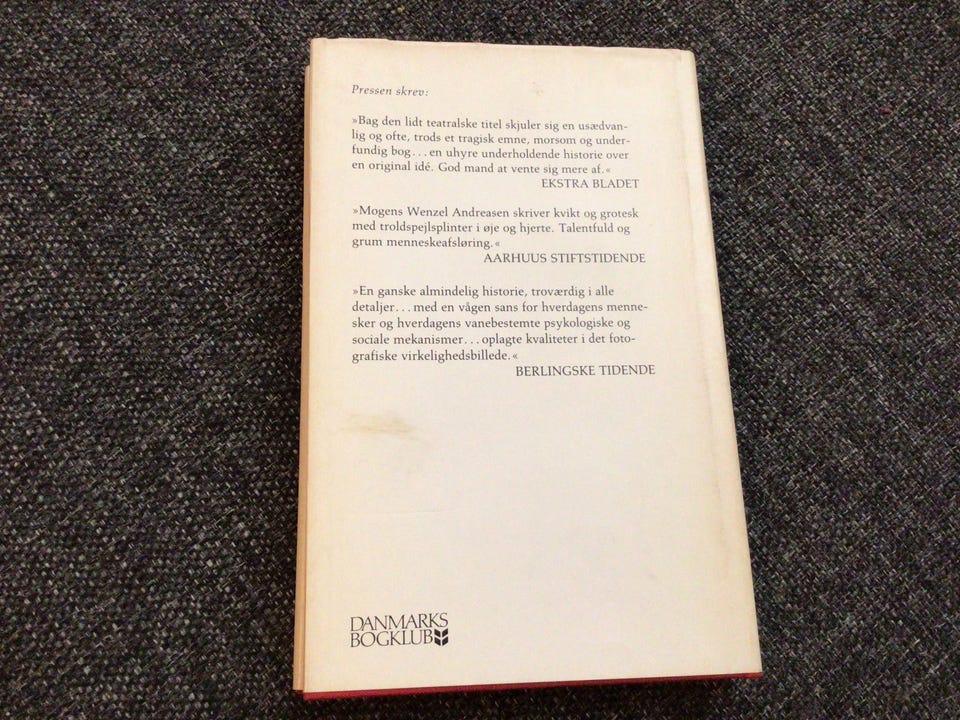 Pressen skrev:
»Bag den lidt teatralske titel skjuler sig en usædvan-
lig og ofte, trods et tragisk emne, morsom og under-
fundig bog...en uhyre underholdende historie over
en original idé. God mand at vente sig mere af.«
EKSTRA BLADET
»Mogens Wenzel Andreasen skriver kvikt og grotesk
med troldspejlsplinter i øje og hjerte. Talentfuld og
grum menneskeafsløring.«
AARHUUS STIFTSTIDENDE
»En ganske almindelig historie, troværdig i alle
detaljer...med en vågen sans for hverdagens menne-
sker og hverdagens vanebestemte psykologiske og
sociale mekanismer...oplagte kvaliteter i det foto-
grafiske virkelighedsbillede.«
BERLINGSKE TIDENDE
DANMARKS
BOGKLUB